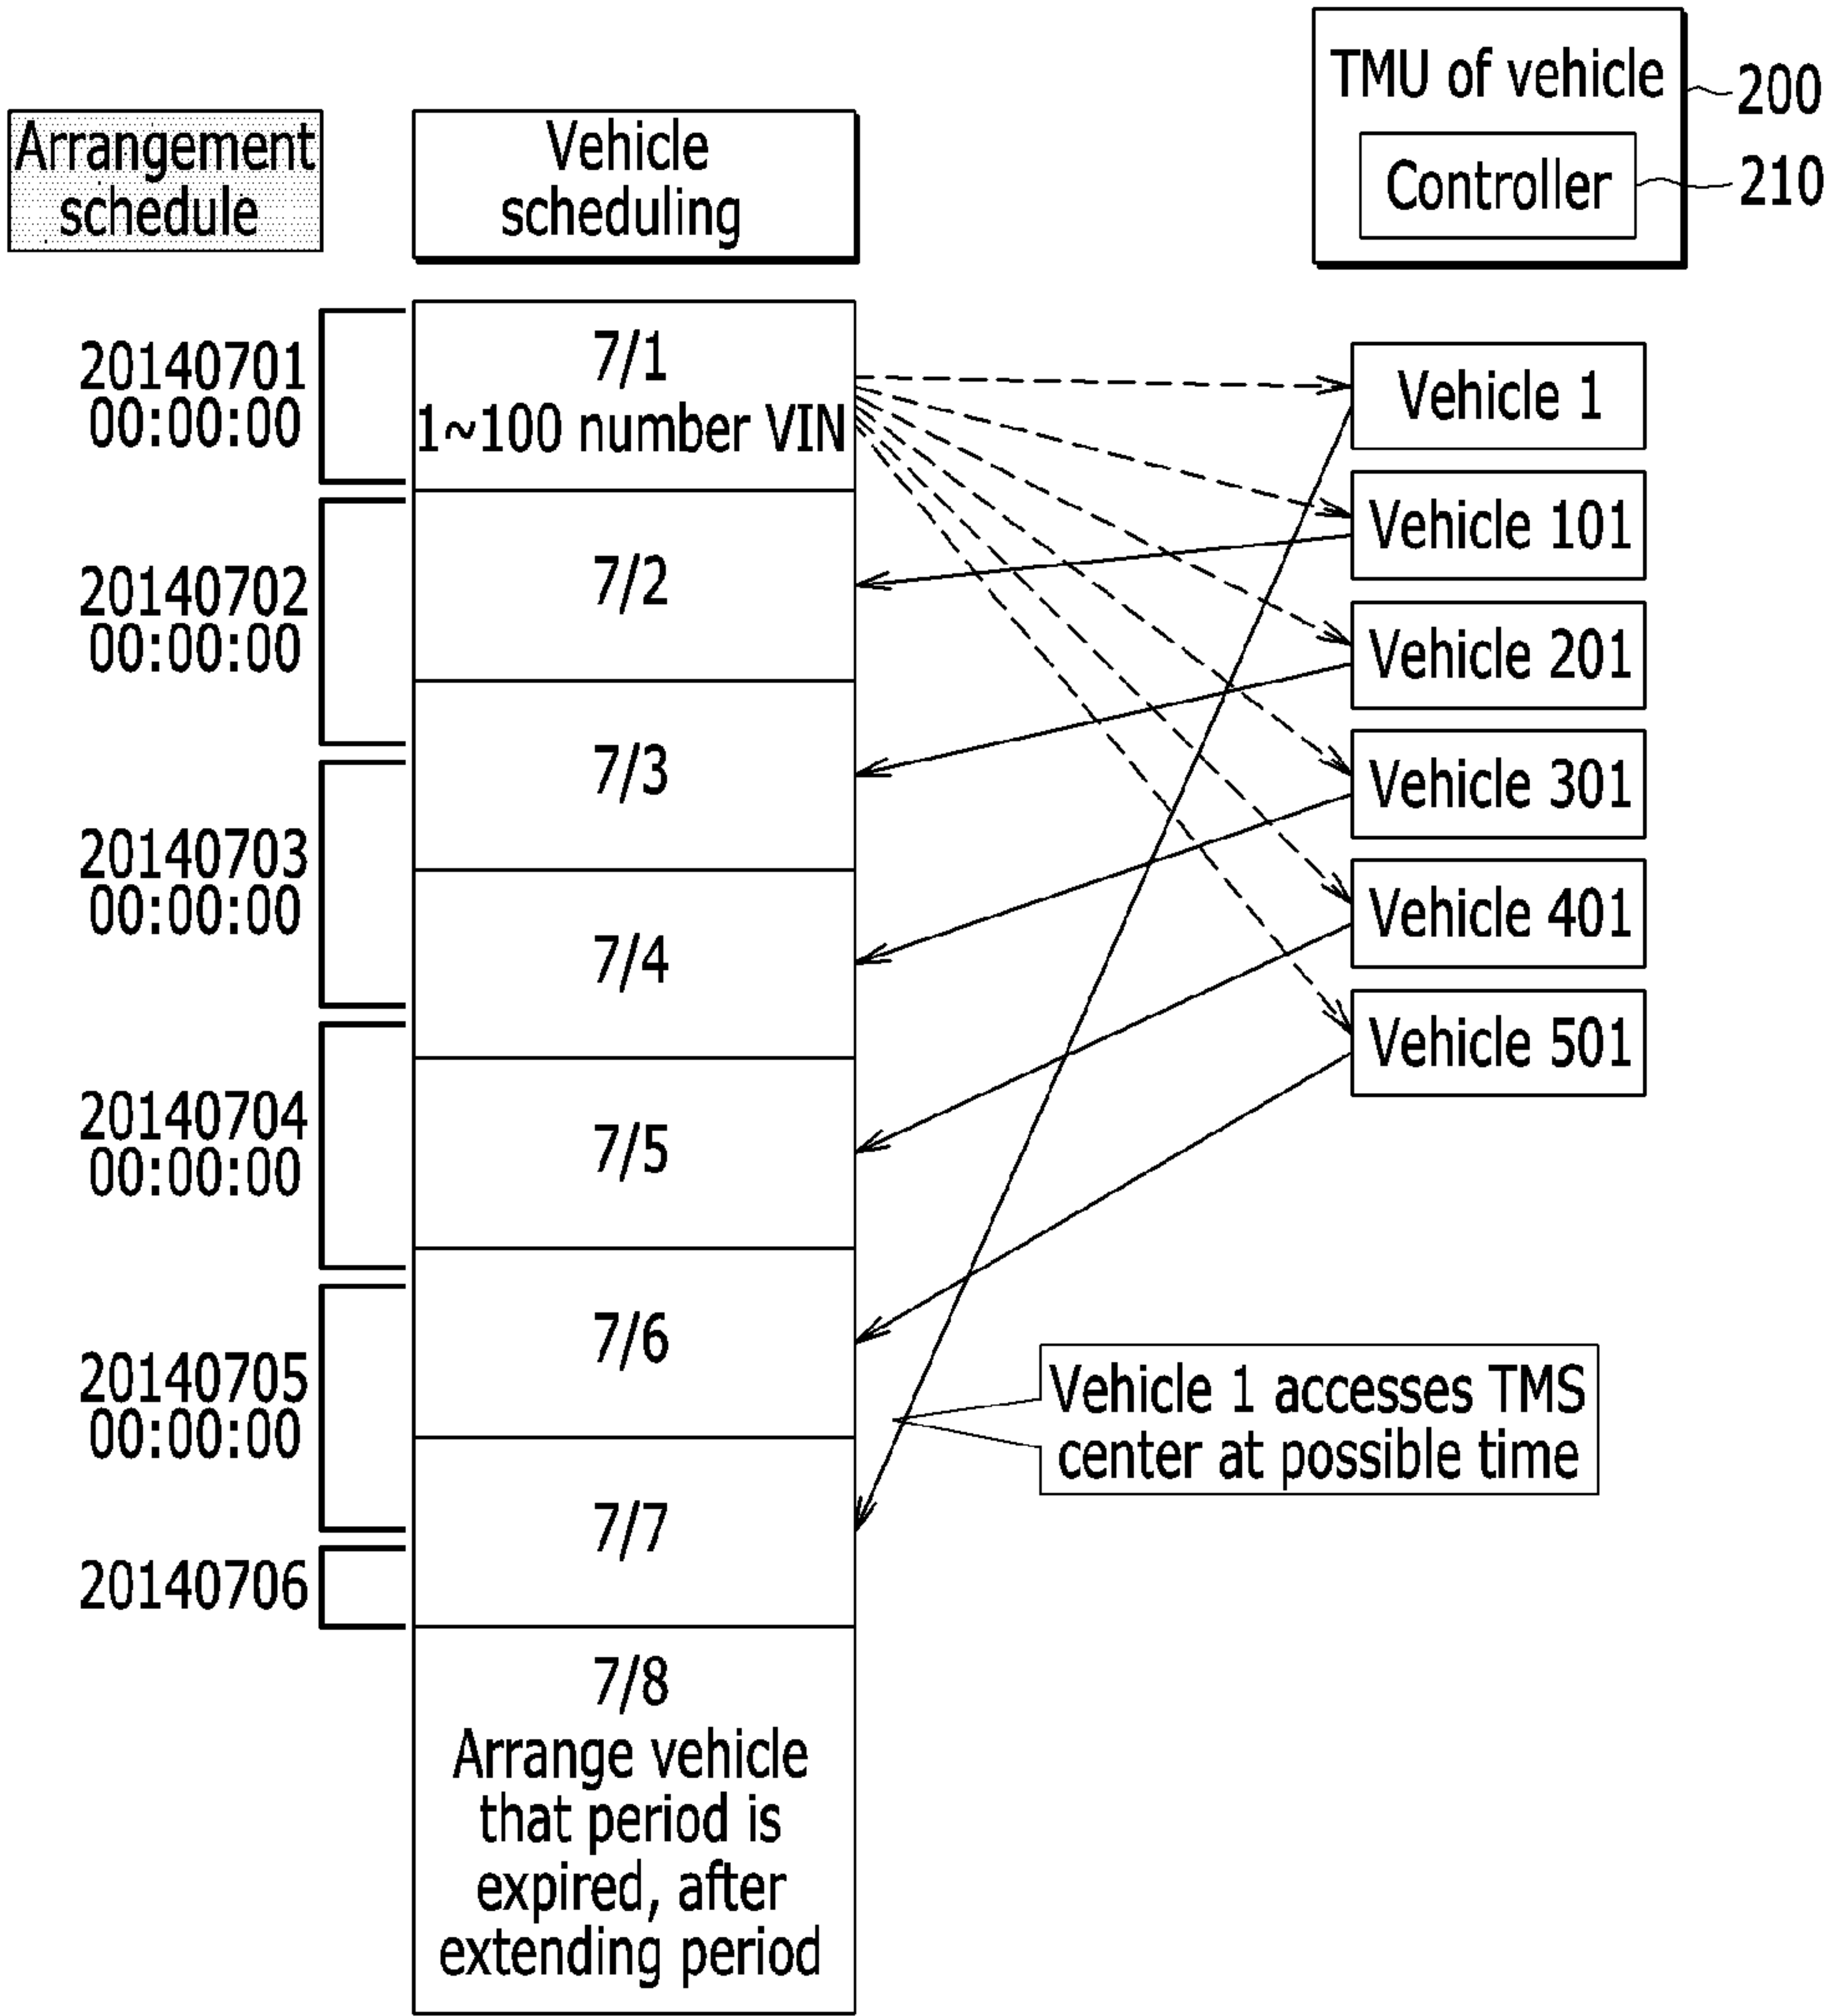 TMU of vehicle
200
Controller
210
Arrangement
schedule
Vehicle
scheduling
20140701
00:00:00
7/1
1~100 number VIN
Vehicle 1
Vehicle 101
20140702
00:00:00
7/2
Vehicle 201
7/3
Vehicle 301
20140703
00:00:00
7/4
Vehicle 401
Vehicle 501
20140704
00:00:00
7/5
7/6
20140705
00:00:00
Vehicle 1 accesses TMS
center at possible time
7/7
20140706
7/8
Arrange vehicle
that period is
expired, after
extending period